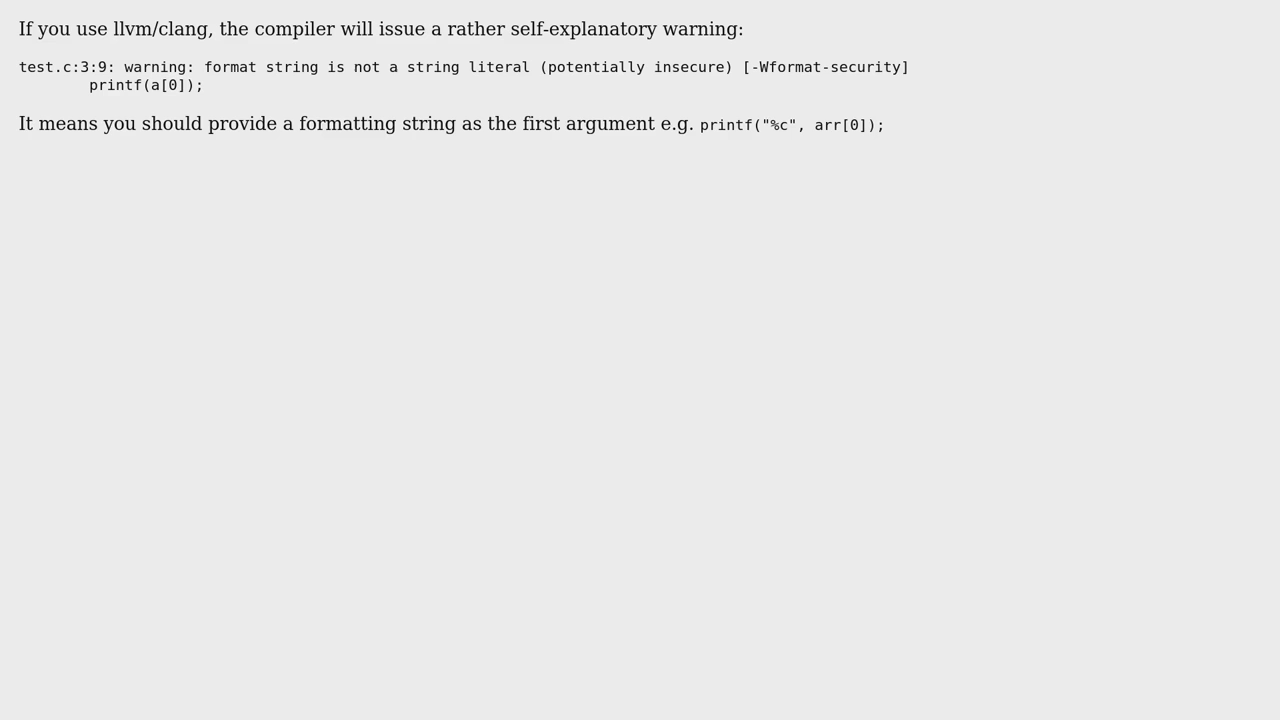 If you use llvm/clang, the compiler will issue a rather self-explanatory warning:
test.c:3:9: warning: format string is not a string literal (potentially insecure) [-Wformat-security]
        printf(a[0]);
It means you should provide a formatting string as the first argument e.g. printf("%c", arr[0]);